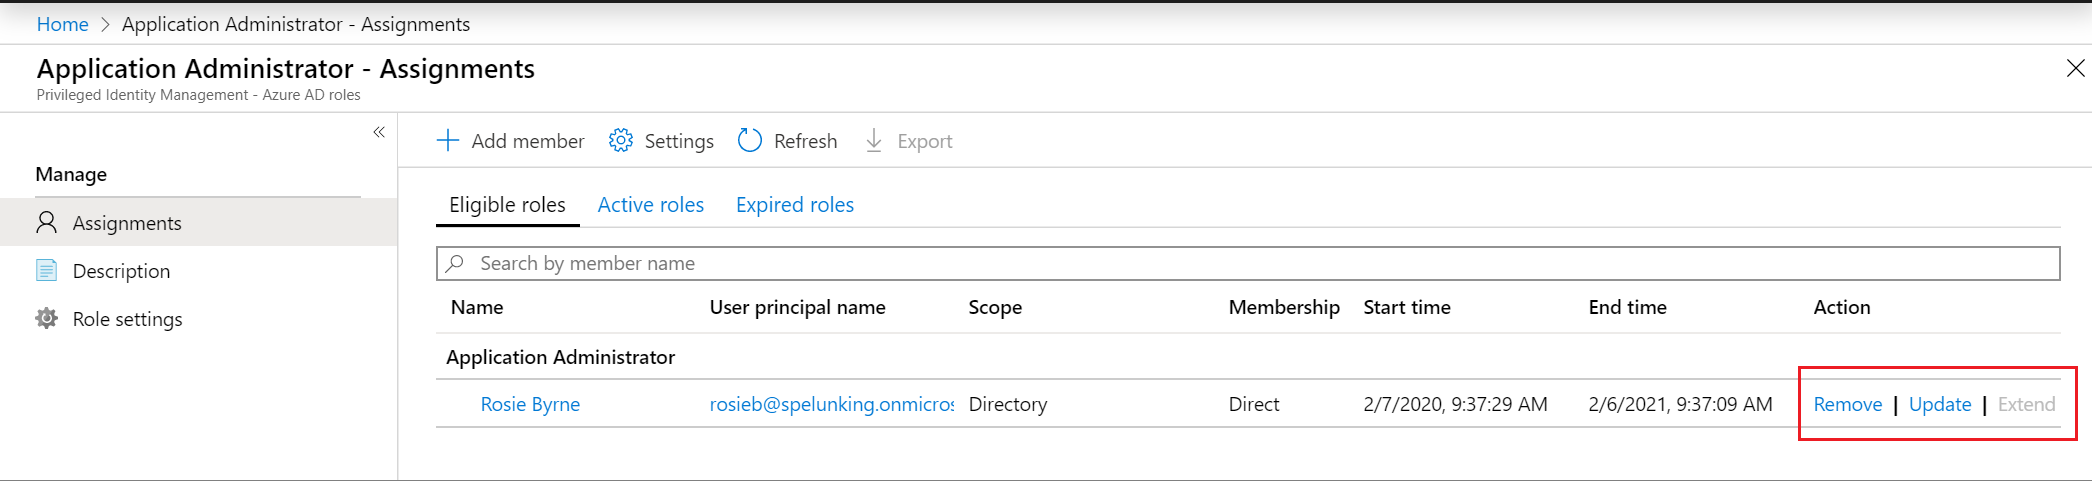 Home > Application Administrator - Assignments
Application Administrator - Assignments
Privileged Identity Management - Azure AD roles
Manage
Assignments
Description
Role settings
Add member Settings Refresh Export
Eligible roles Active roles Expired roles
Search by member name
Name User principal name Scope Membership Start time End time Action
Application Administrator
Rosie Byrne rosieb@spelunking.onmicros Directory Direct 2/7/2020, 9:37:29 AM 2/6/2021, 9:37:09 AM Remove | Update | Extend